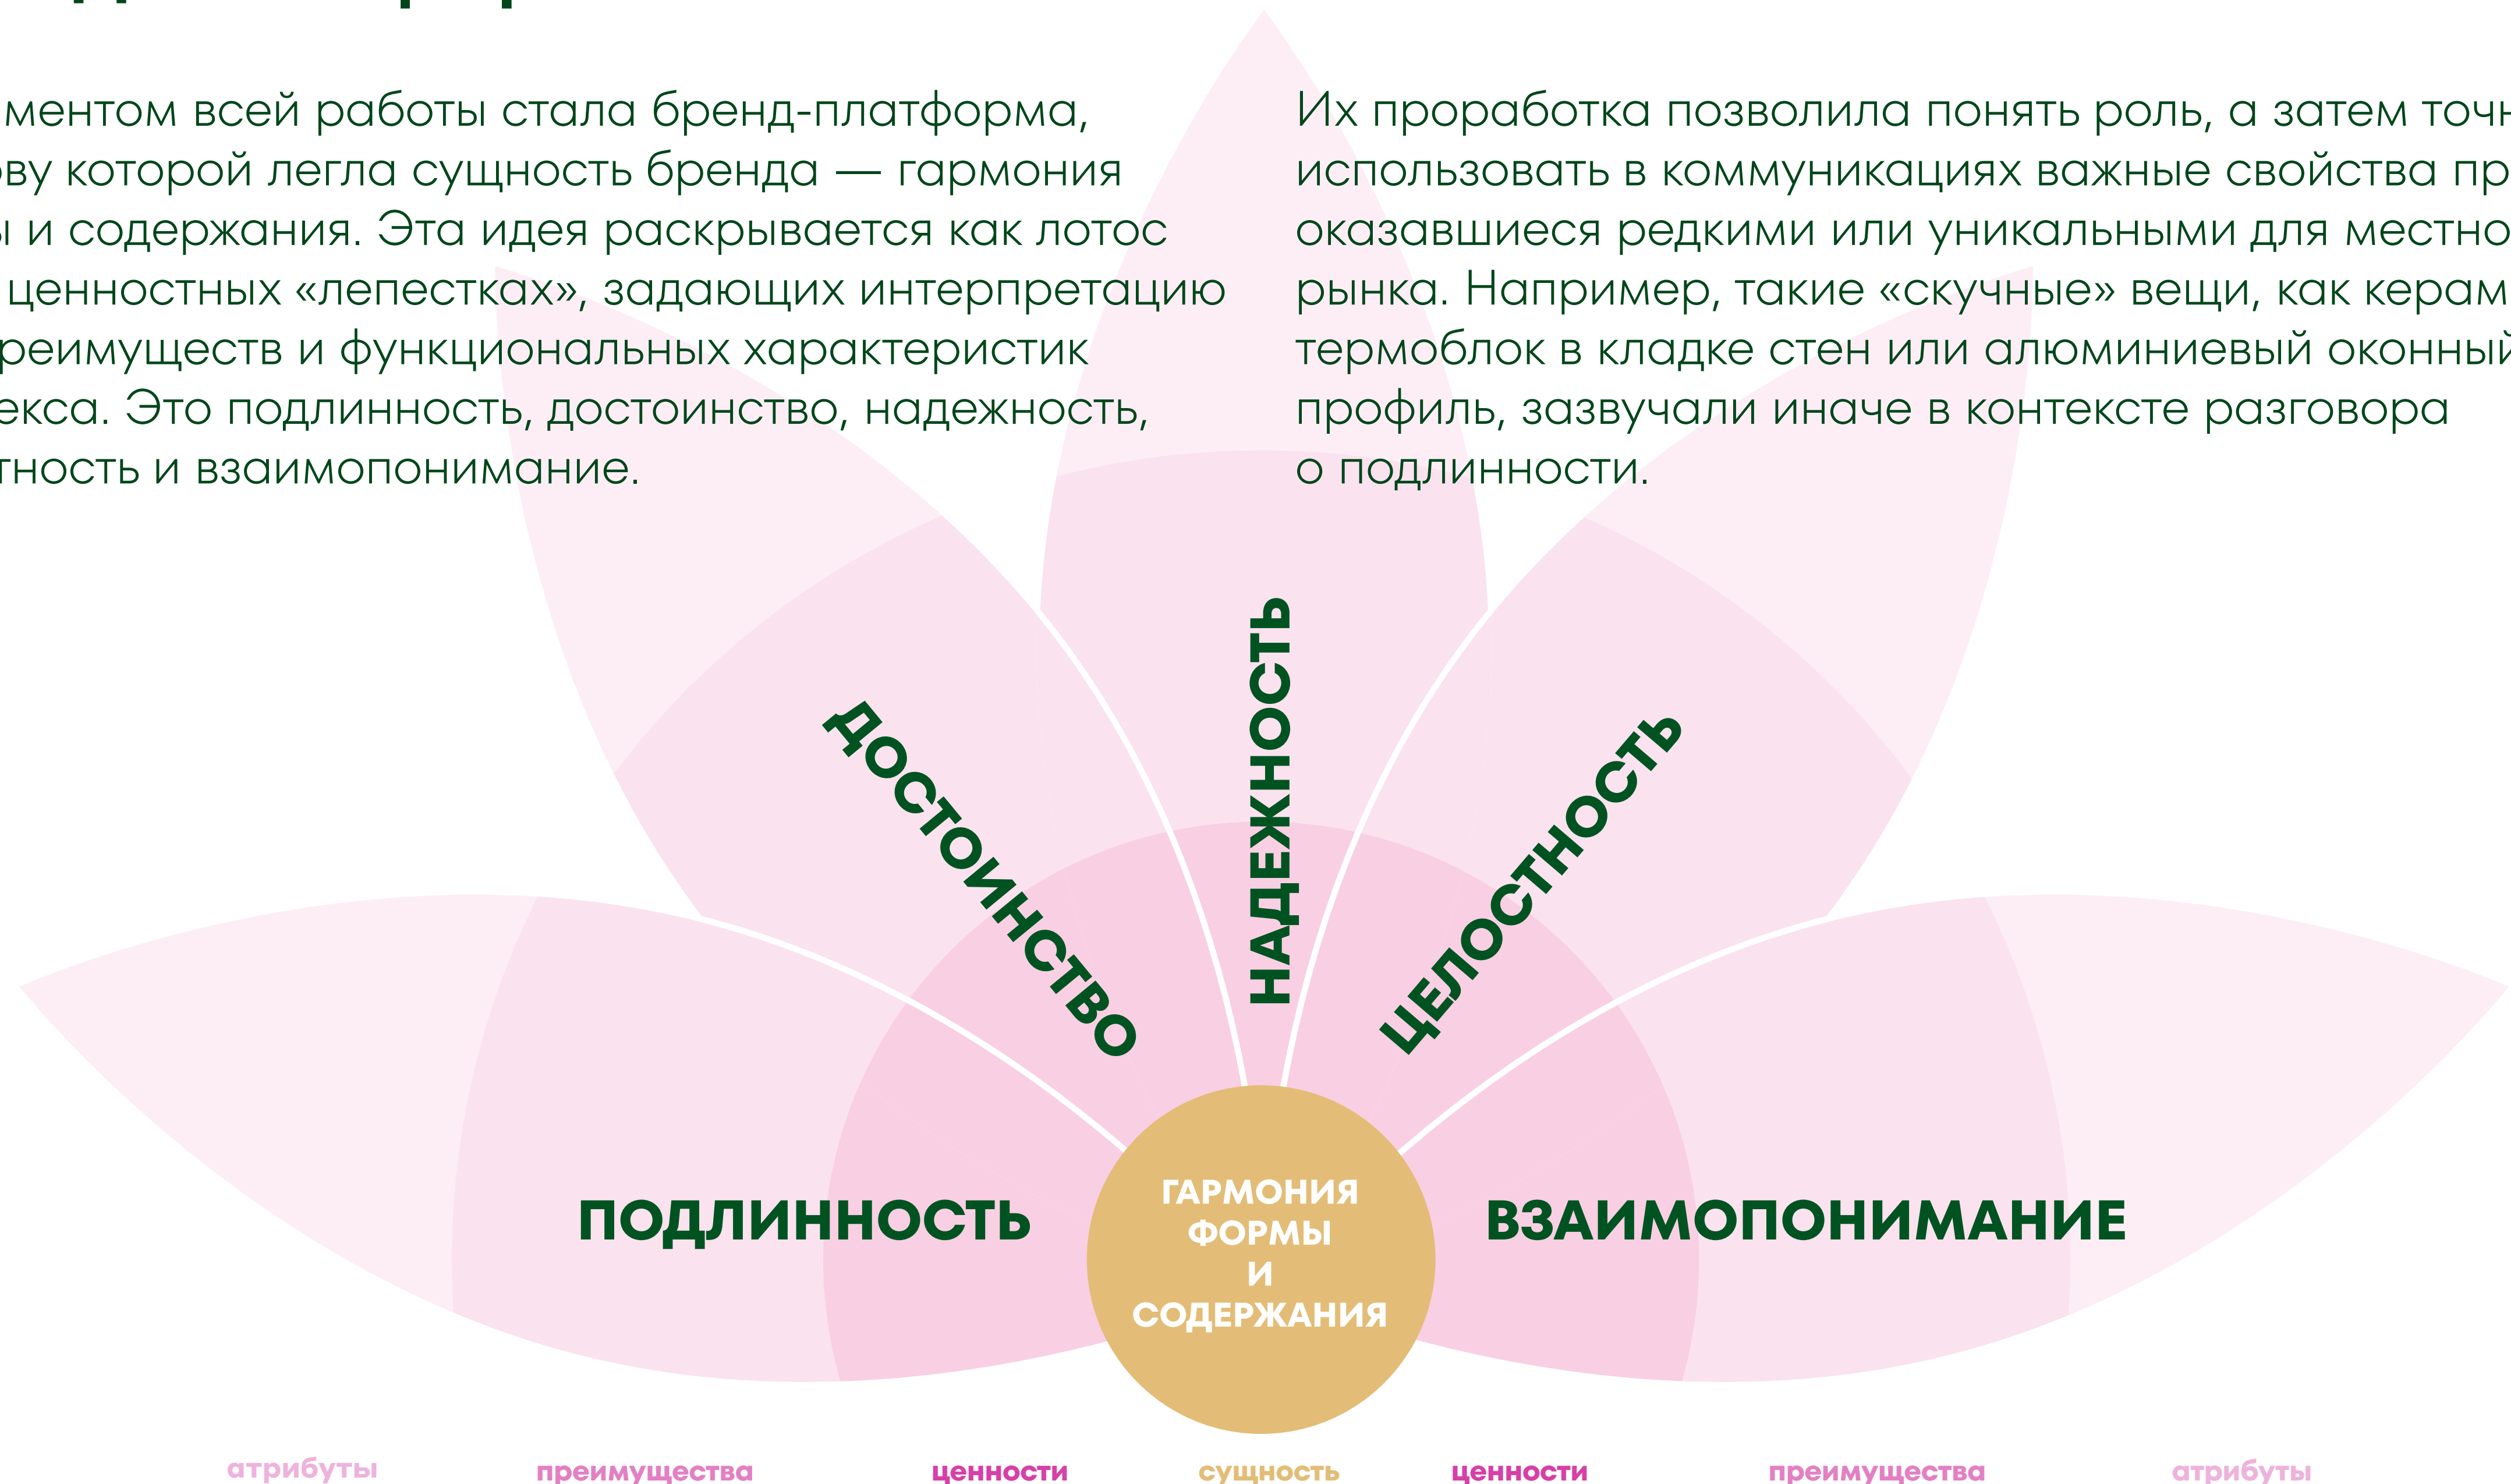 ментом всей работы стала бренд-платформа,
ву которой легла сущность бренда — гармония
и содержания. Эта идея раскрывается как лотос
ценностных «лепестках», задающих интерпретацию
реимуществ и функциональных характеристик
екса. Это подлинность, достоинство, надежность,
тность и взаимопонимание.
Их проработка позволила понять роль, а затем точн
использовать в коммуникациях важные свойства пр
оказавшиеся редкими или уникальными для местно
рынка. Например, такие «скучные» вещи, как керам
термоблок в кладке стен или алюминиевый оконный
профиль, зазвучали иначе в контексте разговора
о подлинности.
ПОДЛИННОСТЬ
ДОСТОИНСТВО
НАДЕЖНОСТЬ
ЦЕЛОСТНОСТЬ
ВЗАИМОПОНИМАНИЕ
ГАРМОНИЯ
ФОРМЫ
И
СОДЕРЖАНИЯ
атрибуты преимущества ценности сущность ценности преимущества атрибуты